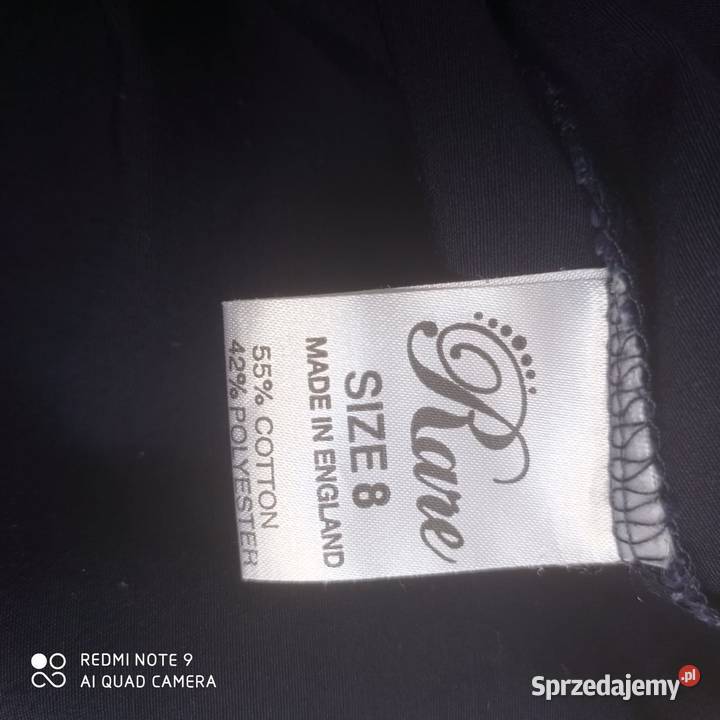 Rare
SIZE 8
MADE IN ENGLAND
55% COTTON
42% POLYESTER
REDMI NOTE 9
AI QUAD CAMERA
Sprzedajemy.pl